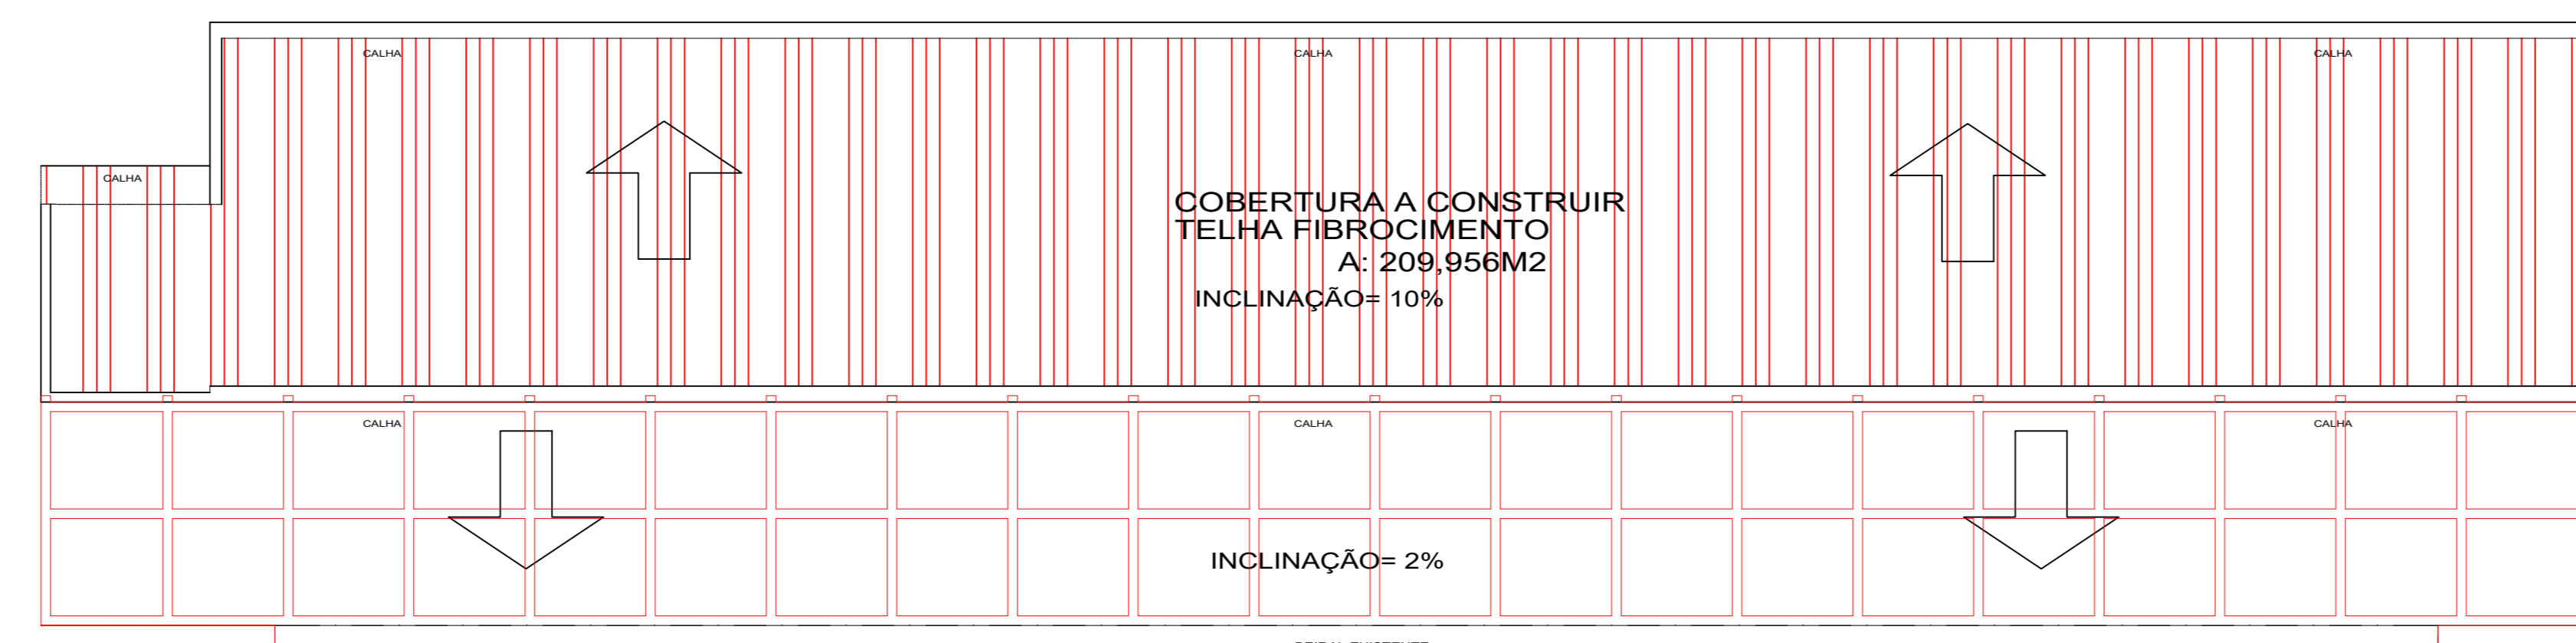 CALHA CALHA CALHA
CALHA
COBERTURA A CONSTRUIR
TELHA FIBROCIMENTO
A: 209,956M2
INCLINAÇÃO= 10%
CALHA CALHA CALHA
INCLINAÇÃO= 2%